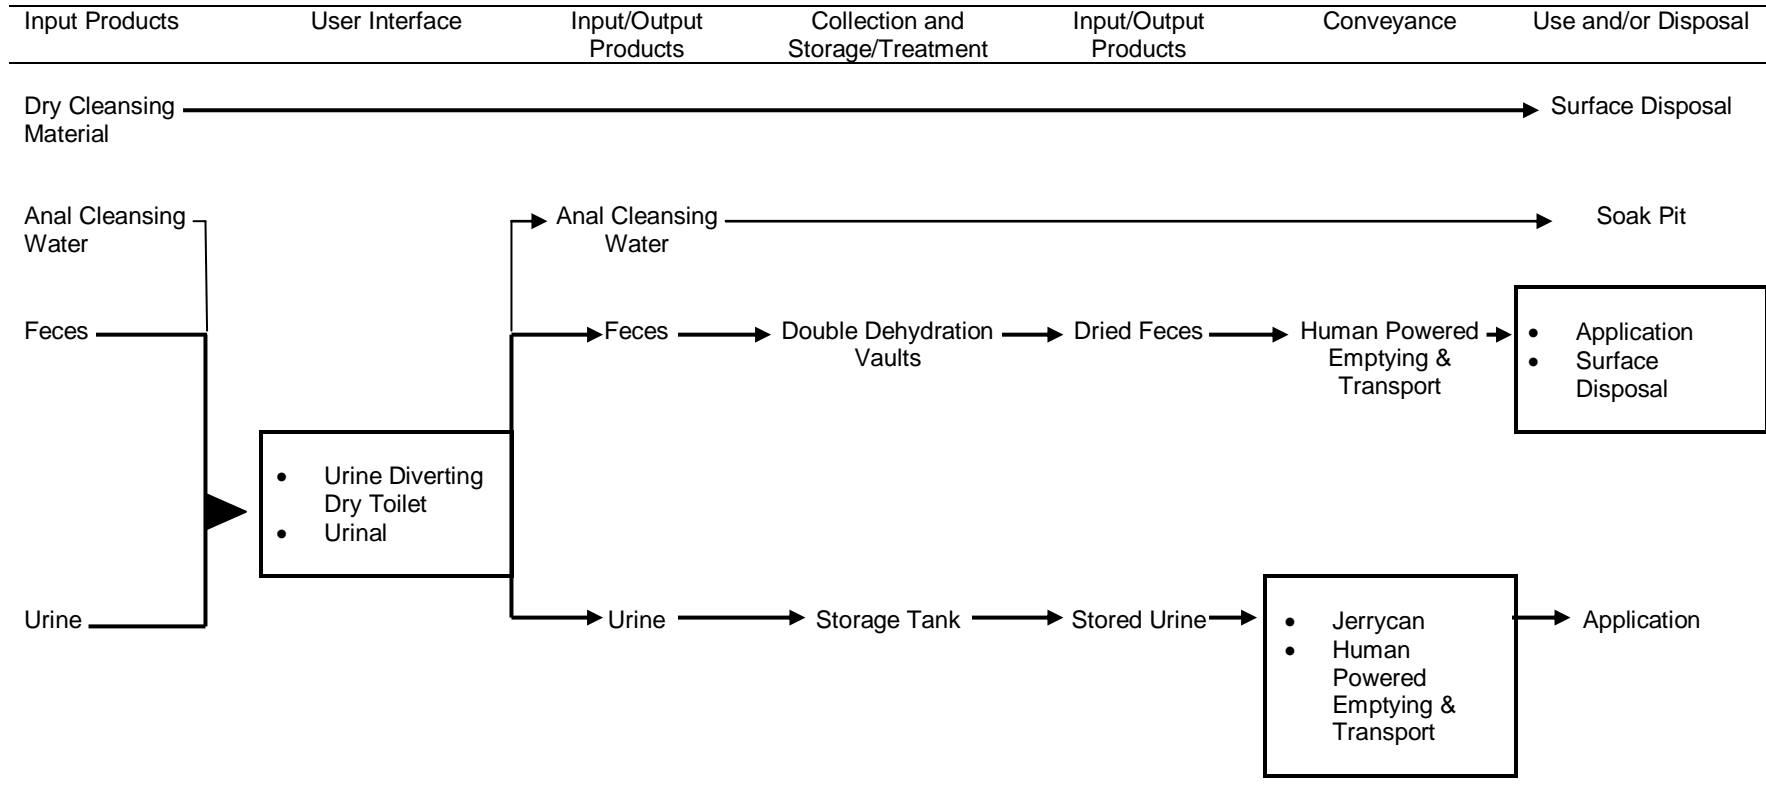 Input Products
User Interface
Input/Output
Products
Collection and
Storage/Treatment
Input/Output
Products
Conveyance
Use and/or Disposal
Dry Cleansing
Material
Surface Disposal
Anal Cleansing
Water
Anal Cleansing
Water
Soak Pit
Feces
Feces
Double Dehydration
Vaults
Dried Feces
Human Powered
Emptying &
Transport
• Application
• Surface
Disposal
• Urine Diverting
Dry Toilet
• Urinal
Urine
Urine
Storage Tank
Stored Urine
• Jerrycan
• Human
Powered
Emptying &
Transport
Application